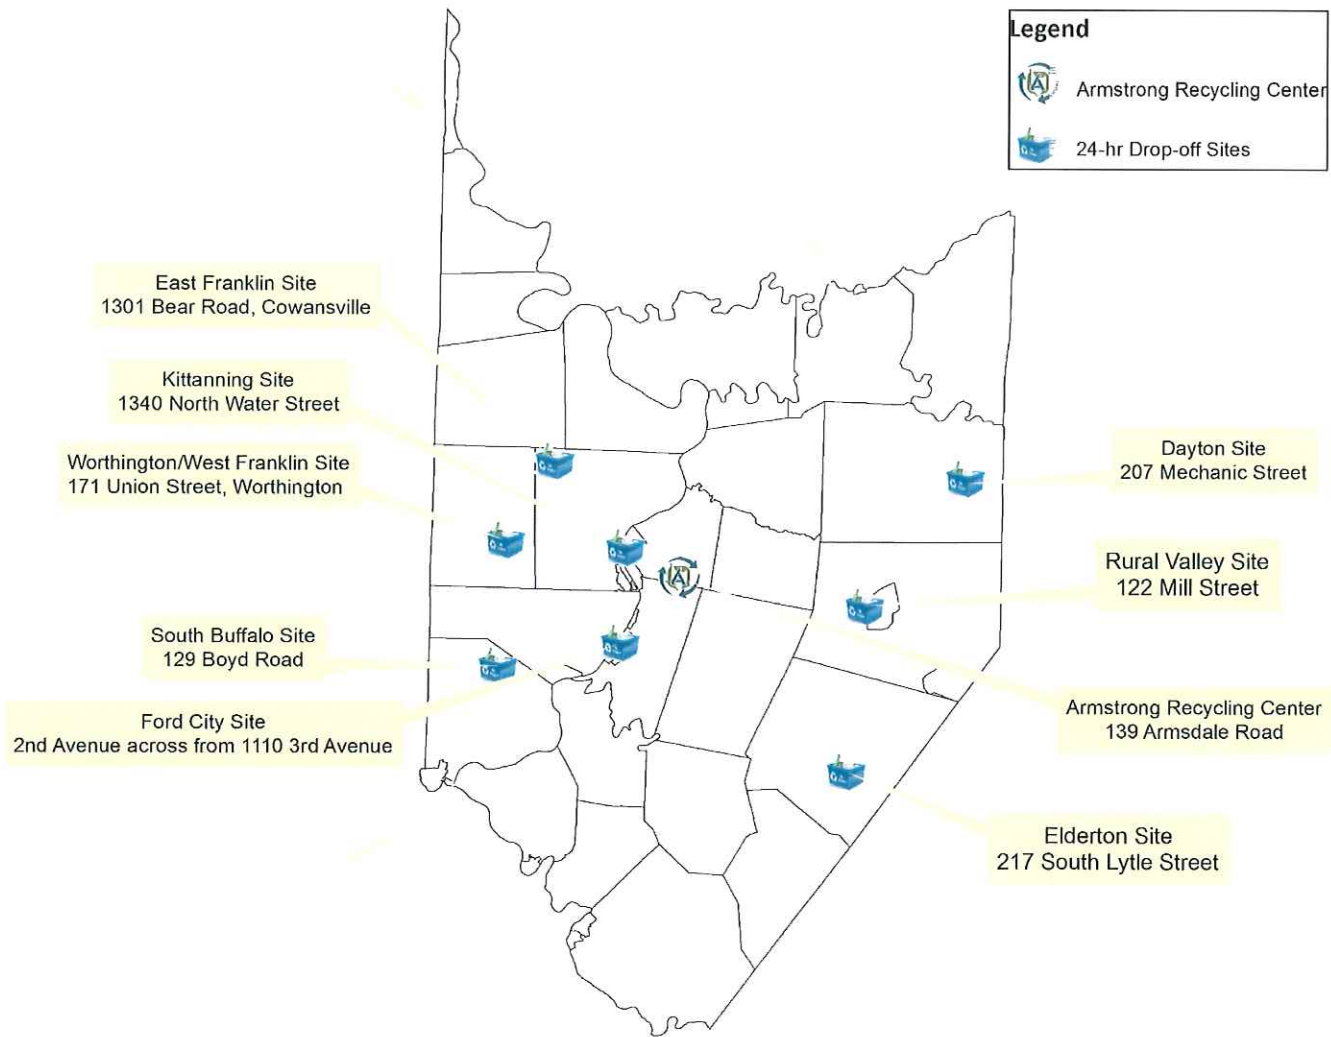 Legend
Armstrong Recycling Center
24-hr Drop-off Sites
East Franklin Site
1301 Bear Road, Cowansville
Kittanning Site
1340 North Water Street
Worthington/West Franklin Site
171 Union Street, Worthington
South Buffalo Site
129 Boyd Road
Ford City Site
2nd Avenue across from 1110 3rd Avenue
Dayton Site
207 Mechanic Street
Rural Valley Site
122 Mill Street
Armstrong Recycling Center
139 Armsdale Road
Elderton Site
217 South Lytle Street